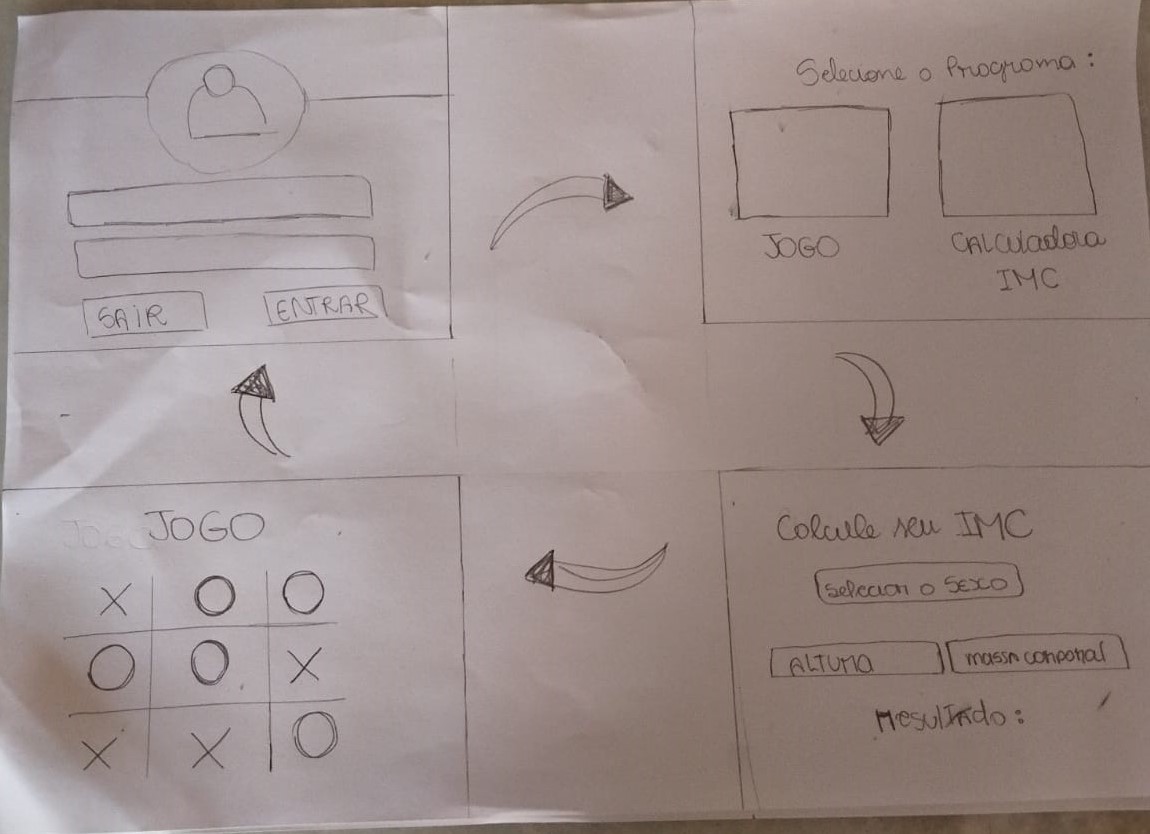 SAIR
ENTRAR
Selecione o Programa:
JOGO
CALCULadora
IMC
JOGO
X O O
O O X
X X O
Calcule seu IMC
Selecion o SEXO
ALTURA
massa corporal
Resultado: